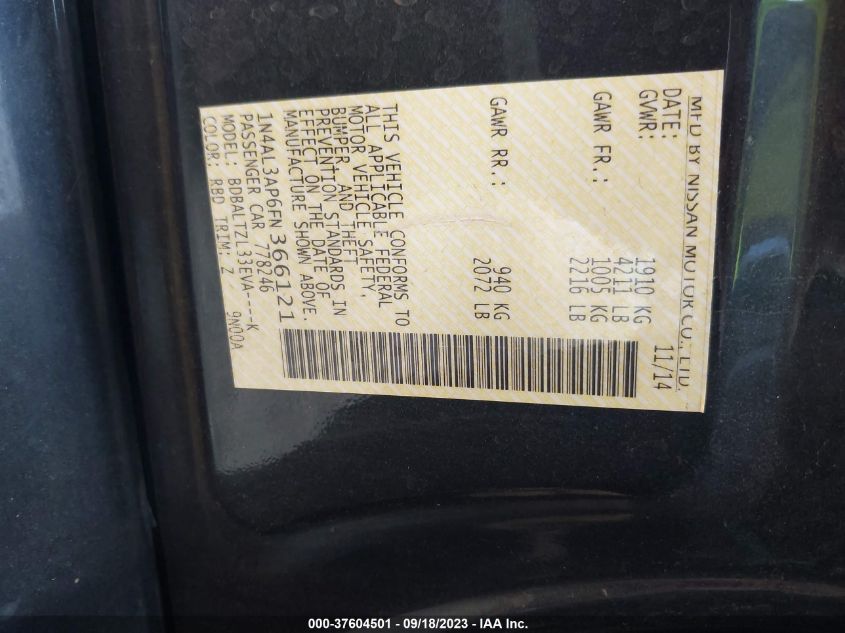 MFD BY NISSAN MOTOR CO., LTD.
DATE: 11/14
GVWR: 1910 KG
4211 LB
GAWR FR.: 1005 KG
2216 LB
GAWR RR.: 940 KG
2072 LB
THIS VEHICLE CONFORMS TO
ALL APPLICABLE FEDERAL
MOTOR VEHICLE SAFETY,
BUMPER, AND THEFT
PREVENTION STANDARDS IN
EFFECT ON THE DATE OF
MANUFACTURE SHOWN ABOVE.
1N4AL3AP6FN366121
PASSENGER CAR 778246
MODEL: BDBALTZL33EVA----K
COLOR: RBD TRIM: Z 9N00A
000-37604501 - 09/18/2023 - IAA Inc.